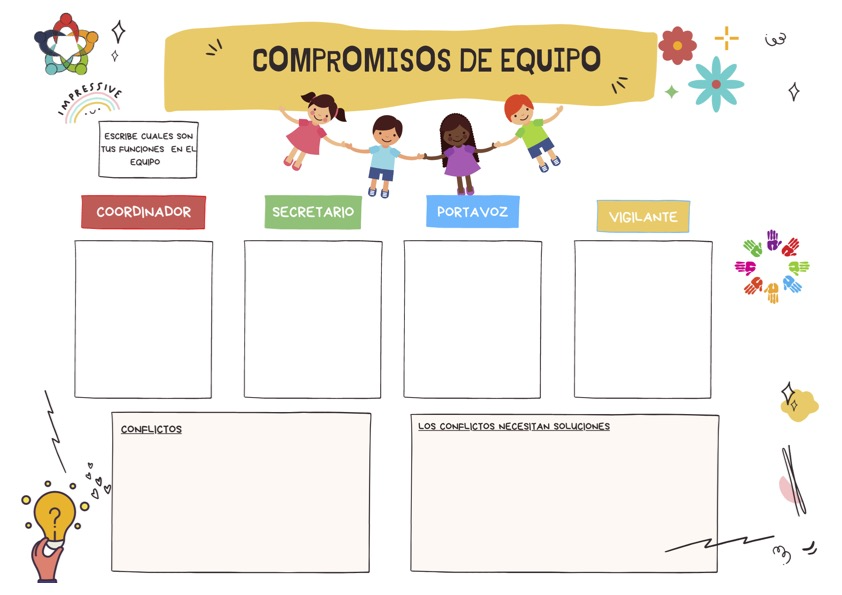 COMPROMISOS DE EQUIPO
IMPRESSIVE
ESCRIBE CUALES SON
TUS FUNCIONES EN EL
EQUIPO
COORDINADOR
SECRETARIO
PORTAVOZ
VIGILANTE
CONFLICTOS
LOS CONFLICTOS NECESITAN SOLUCIONES
?